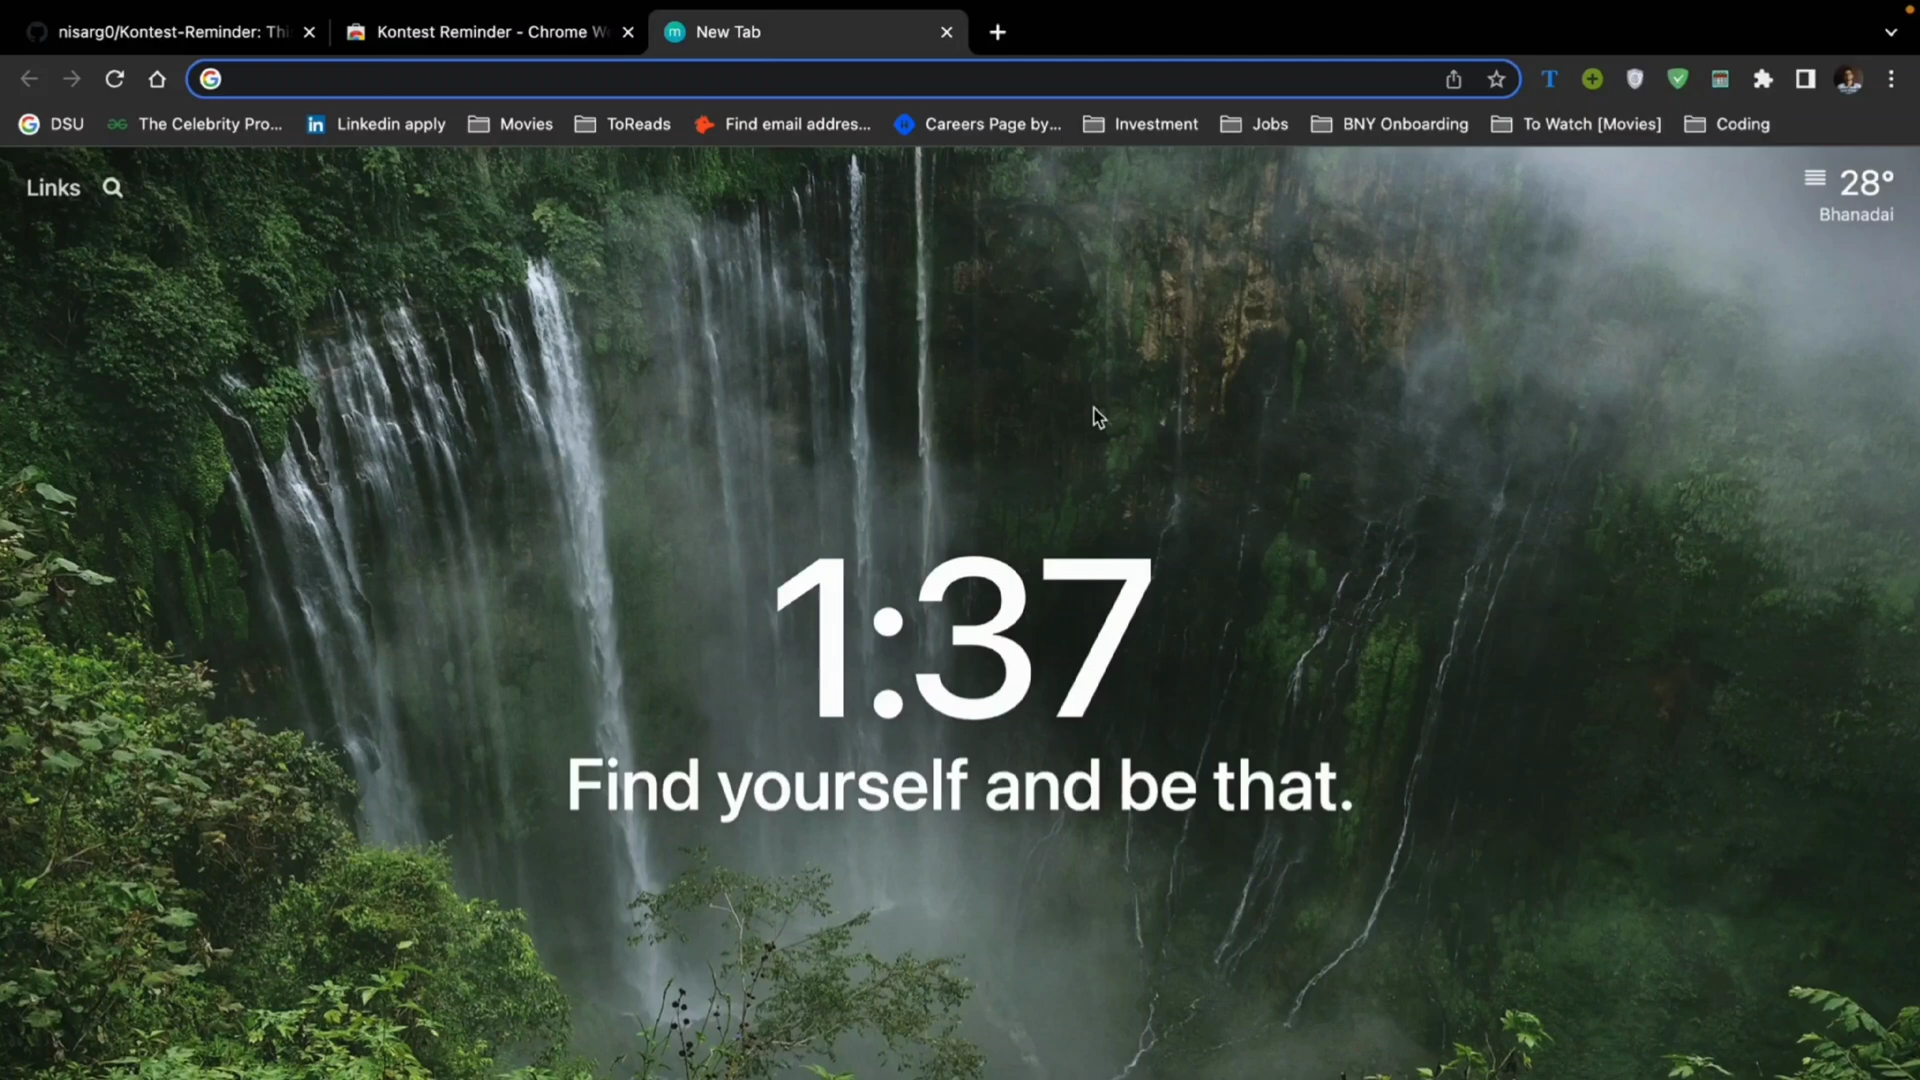 nisarg0/Kontest-Reminder: Thi
Kontest Reminder - Chrome W
m New Tab
DSU
The Celebrity Pro...
in Linkedin apply
Movies
ToReads
Find email addres...
Careers Page by...
Investment
Jobs
BNY Onboarding
To Watch [Movies]
Coding
Links
28°
Bhanadai
1:37
Find yourself and be that.